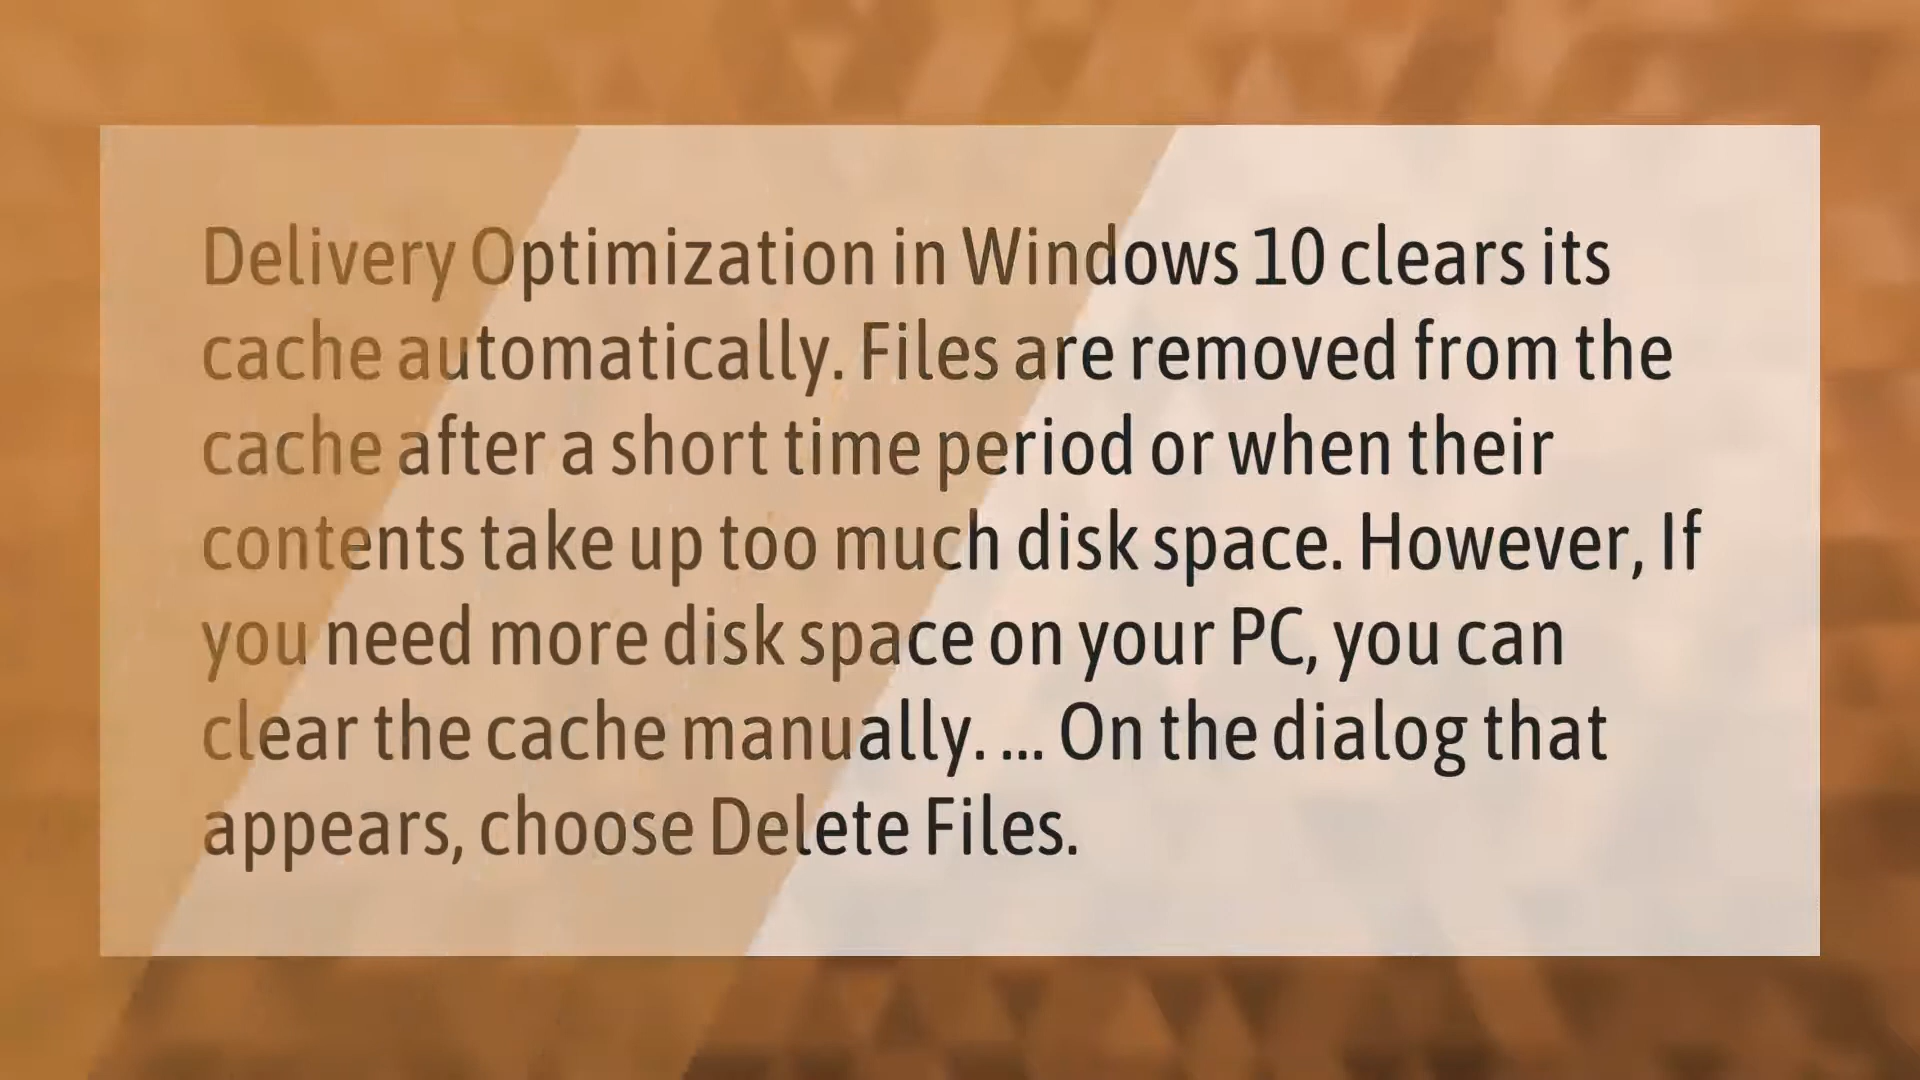 Delivery Optimization in Windows 10 clears its
cache automatically. Files are removed from the
cache after a short time period or when their
contents take up too much disk space. However, If
you need more disk space on your PC, you can
clear the cache manually. ... On the dialog that
appears, choose Delete Files.